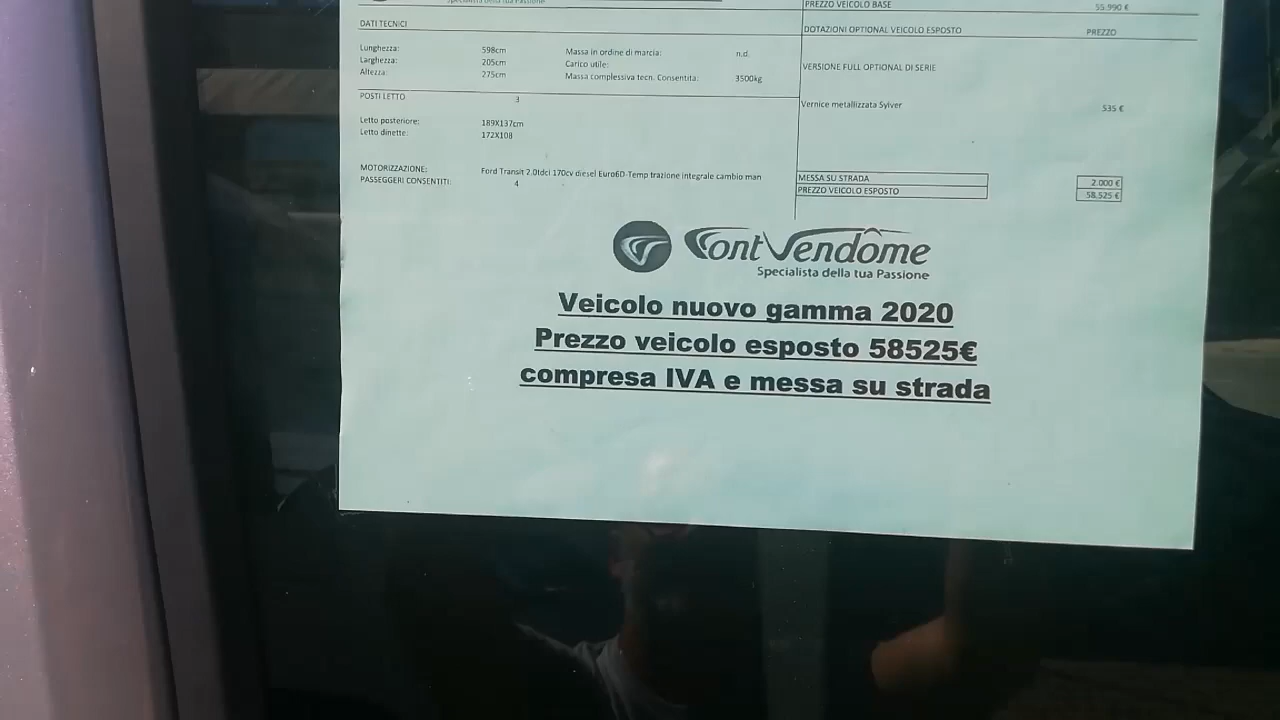 Specialista della tua Passione
PREZZO VEICOLO BASE 55.990 €
DATI TECNICI
DOTAZIONI OPTIONAL VEICOLO ESPOSTO PREZZO
Lunghezza: 598cm Massa in ordine di marcia: n.d.
Larghezza: 205cm Carico utile:
Altezza: 275cm Massa complessiva tecn. Consentita: 3500kg
VERSIONE FULL OPTIONAL DI SERIE
POSTI LETTO 3
Vernice metallizzata Sylver 535 €
Letto posteriore: 189X137cm
Letto dinette: 172X108
MOTORIZZAZIONE: Ford Transit 2.0tdci 170cv diesel Euro6D-Temp trazione integrale cambio man
PASSEGGERI CONSENTITI: 4
MESSA SU STRADA 2.000 €
PREZZO VEICOLO ESPOSTO 58.525 €
FontVendôme
Specialista della tua Passione
Veicolo nuovo gamma 2020
Prezzo veicolo esposto 58525€
compresa IVA e messa su strada